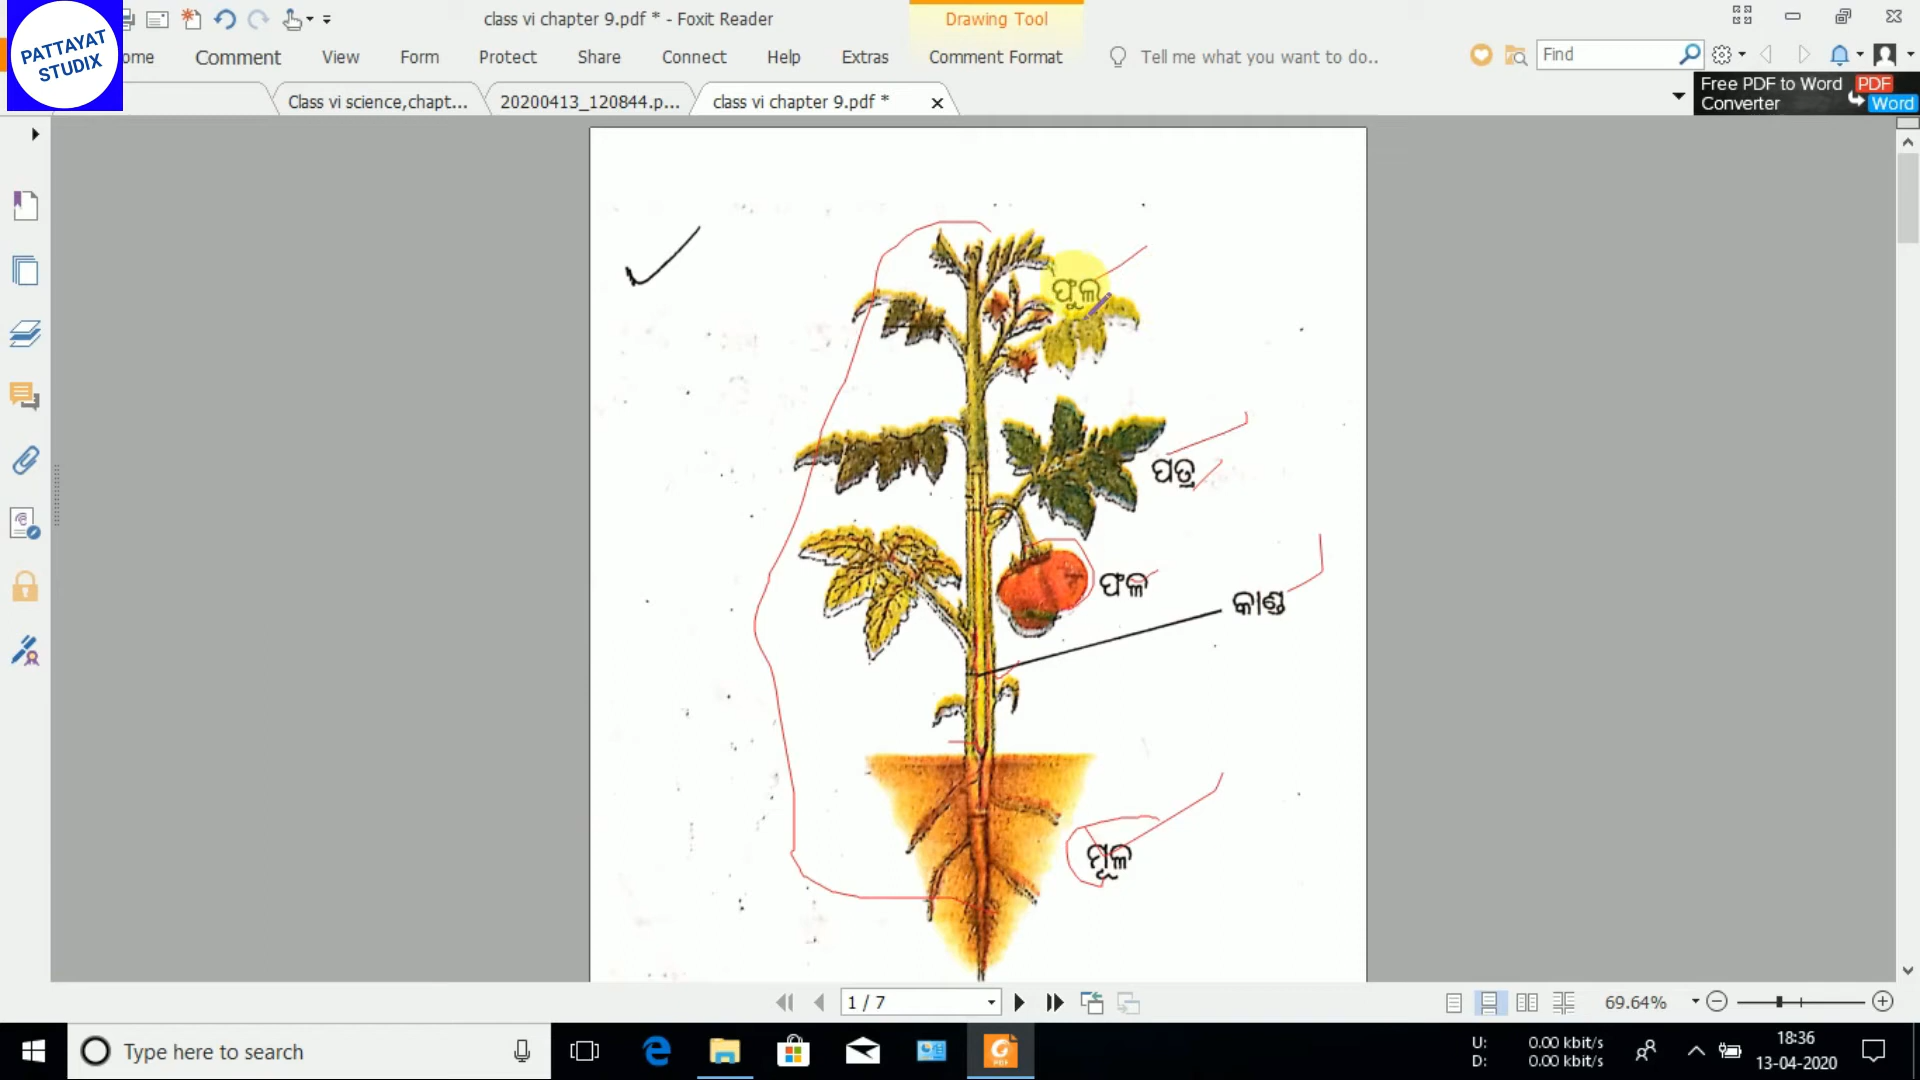 PATTAYAT
STUDIX
class vi chapter 9.pdf * - Foxit Reader
Drawing Tool
ome
Comment
View
Form
Protect
Share
Connect
Help
Extras
Comment Format
Tell me what you want to do..
Find
Class vi science,chapt...
20200413_120844.p...
class vi chapter 9.pdf *
Free PDF to Word
Converter
PDF
Word
ଫୁଲ
ପତ୍ର
ଫଳ
କାଣ୍ଡ
ମୂଳ
1 / 7
69.64%
Type here to search
U: 0.00 kbit/s
D: 0.00 kbit/s
18:36
13-04-2020